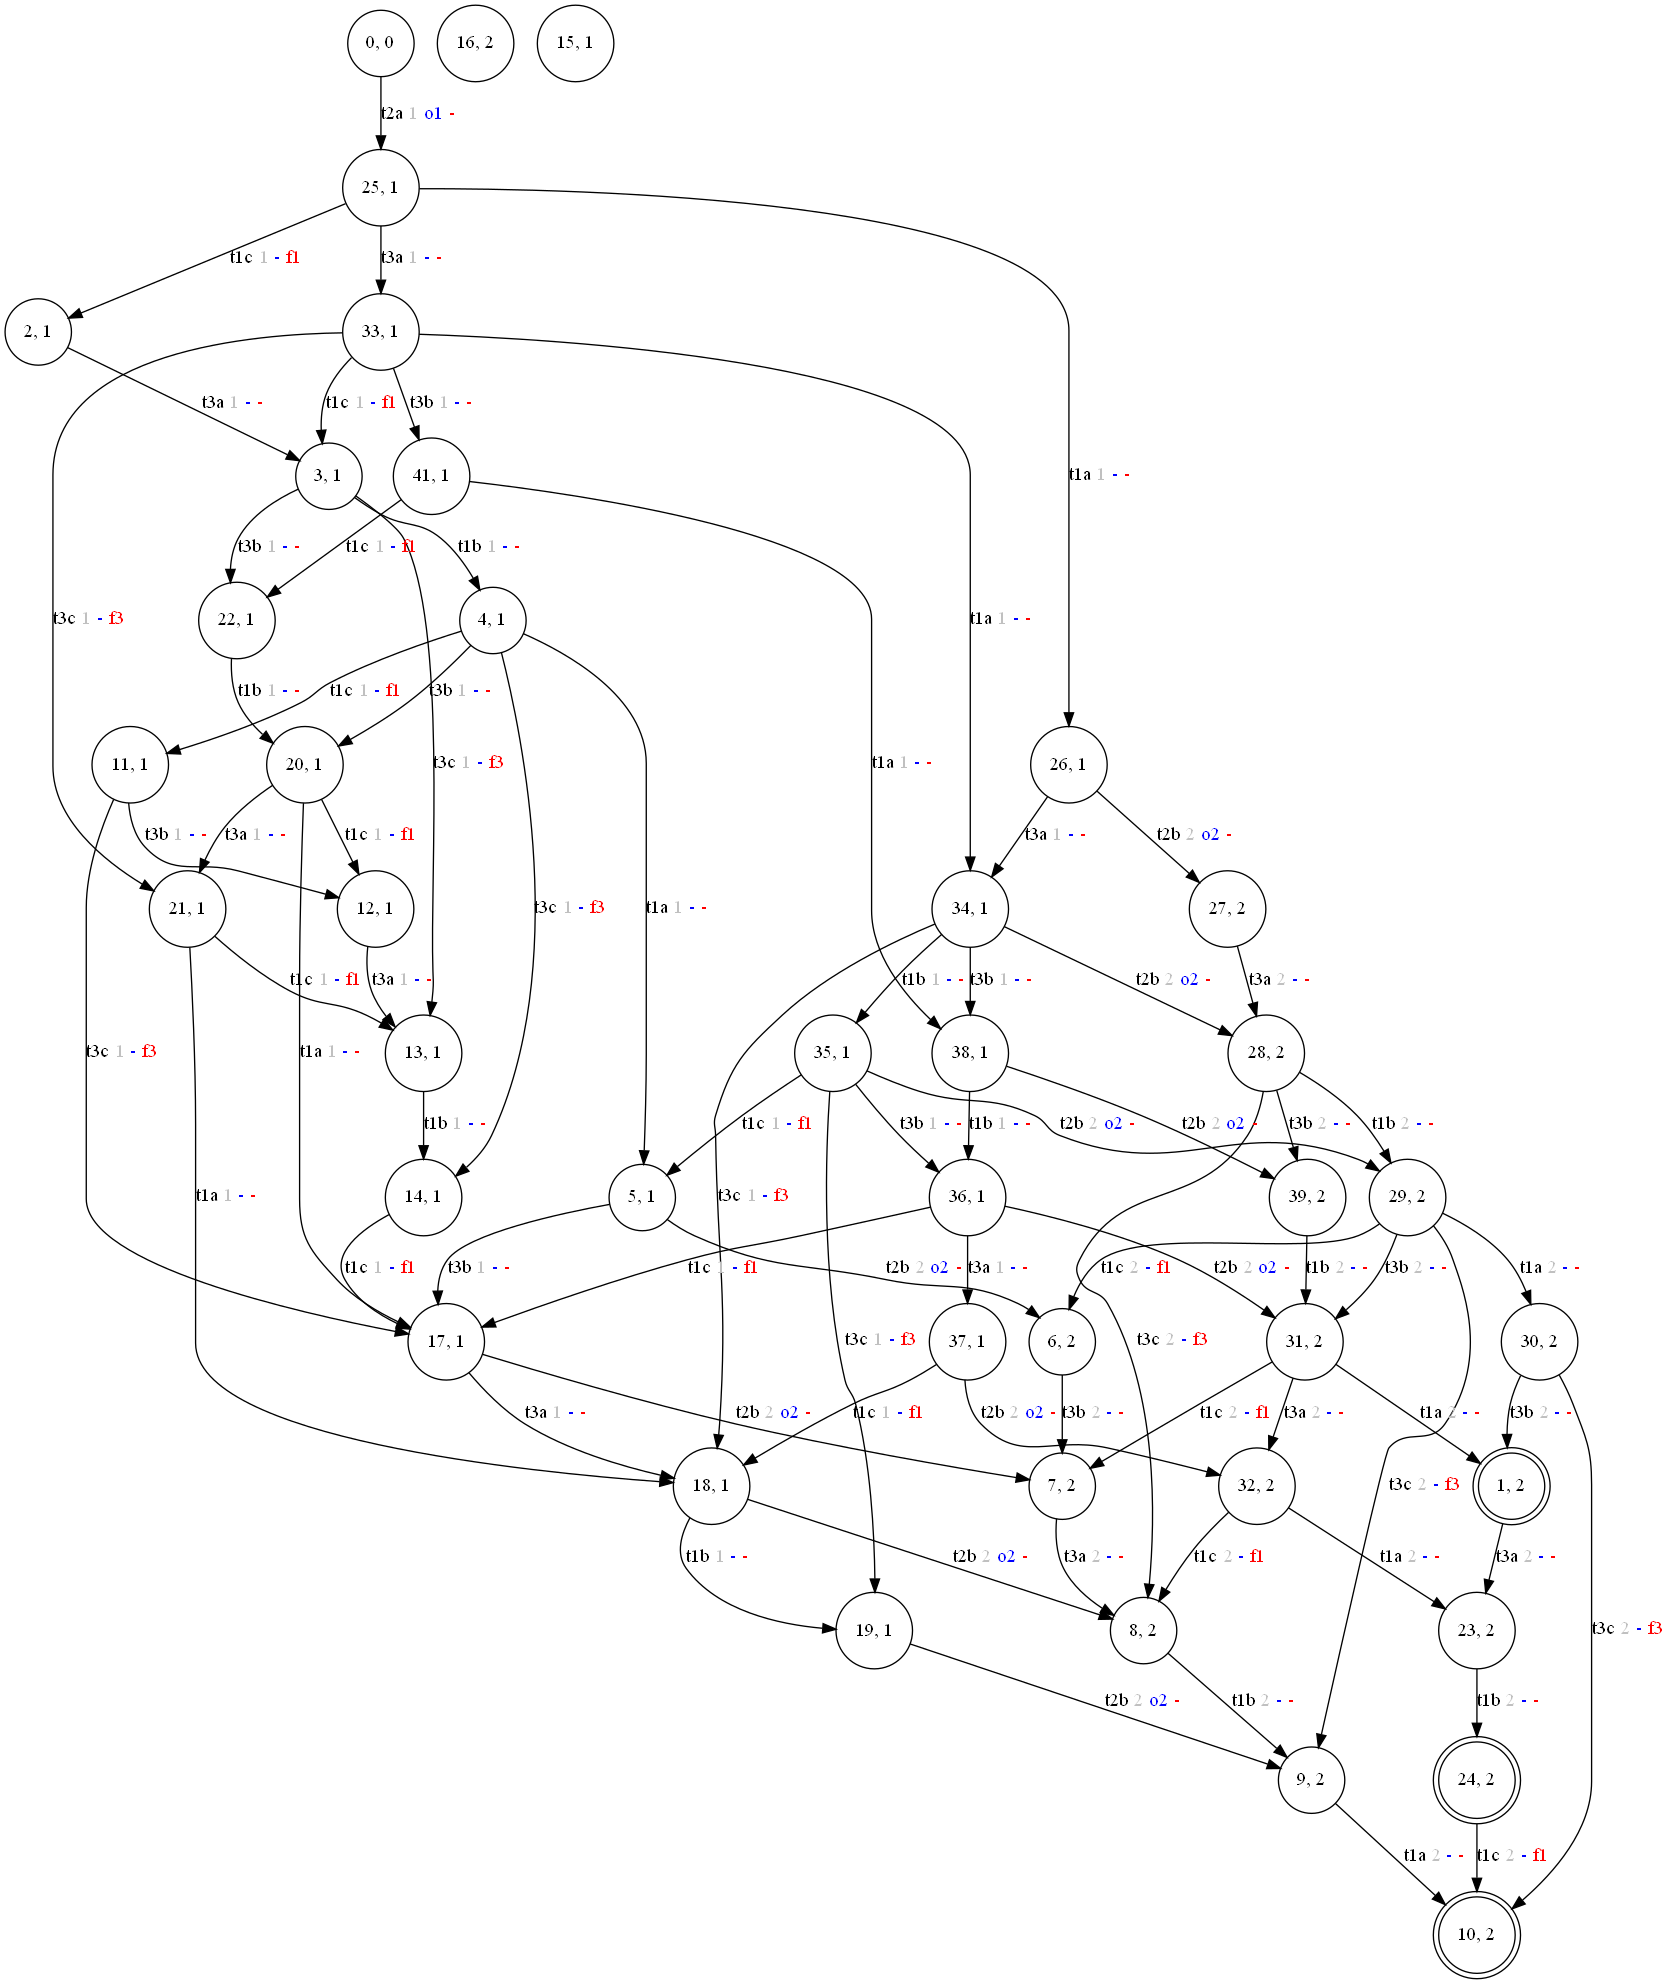 0, 0
16, 2
15, 1
t2a 1 o1 -
25, 1
t1c 1 - f1
t3a 1 - -
2, 1
33, 1
t3a 1 - -
t1c 1 - f1
t3b 1 - -
t1a 1 - -
3, 1
41, 1
t3b 1 - -
t1c 1 - f1
t1b 1 - -
t3c 1 - f3
22, 1
4, 1
t1a 1 - -
t1b 1 - -
t1c 1 - f1
t3b 1 - -
11, 1
20, 1
t3c 1 - f3
t1a 1 - -
26, 1
t3b 1 - -
t3a 1 - -
t1c 1 - f1
t3a 1 - -
t2b 2 o2 -
21, 1
12, 1
t3c 1 - f3
t1a 1 - -
34, 1
27, 2
t1c 1 - f1
t3a 1 - -
t1b 1 - -
t3b 1 - -
t2b 2 o2 -
t3a 2 - -
t3c 1 - f3
t1a 1 - -
13, 1
35, 1
38, 1
28, 2
t1b 1 - -
t1c 1 - f1
t3b 1 - -
t1b 1 - -
t2b 2 o2 -
t2b 2 o2 -
t3b 2 - -
t1b 2 - -
t1a 1 - -
14, 1
5, 1
t3c 1 - f3
36, 1
39, 2
29, 2
t1c 1 - f1
t3b 1 - -
t1c 1 - f1
t2b 2 o2 -
t3a 1 - -
t1c 2 - f1
t2b 2 o2 -
t1b 2 - -
t3b 2 - -
t1a 2 - -
17, 1
t3c 1 - f3
37, 1
6, 2
t3c 2 - f3
31, 2
30, 2
t3a 1 - -
t2b 2 o2 -
t1c 1 - f1
t2b 2 o2 -
t3b 2 - -
t1c 2 - f1
t3a 2 - -
t1a 2 - -
t3b 2 - -
18, 1
7, 2
32, 2
t3c 2 - f3
1, 2
t1b 1 - -
t2b 2 o2 -
t3a 2 - -
t1c 2 - f1
t1a 2 - -
t3a 2 - -
19, 1
8, 2
23, 2
t3c 2 - f3
t2b 2 o2 -
t1b 2 - -
t1b 2 - -
9, 2
24, 2
t1a 2 - -
t1c 2 - f1
10, 2